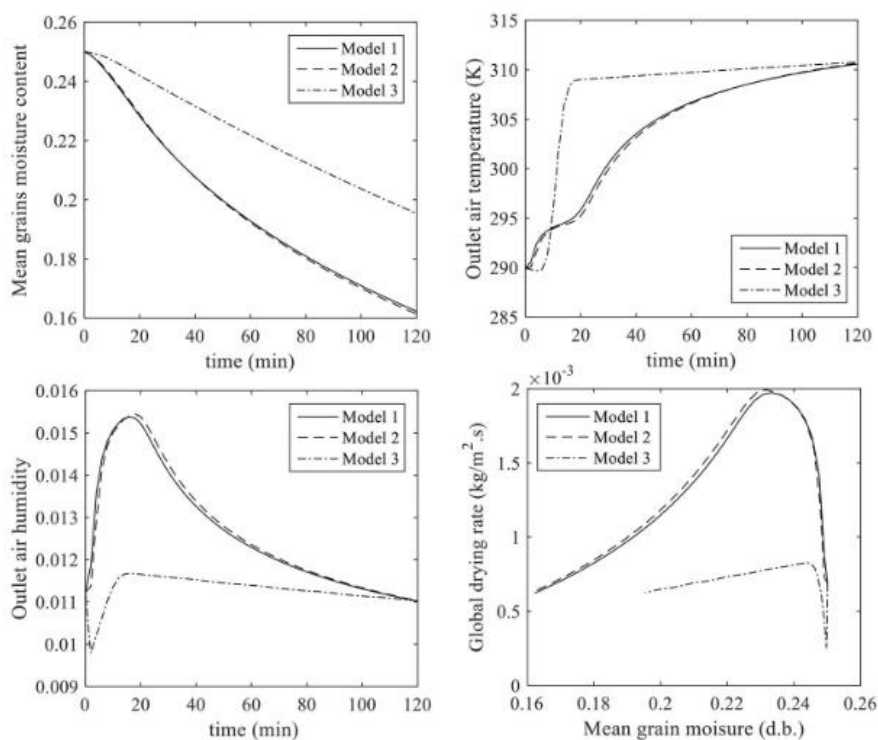 0.26
0.24
0.22
0.2
0.18
0.16
Mean grains moisture content
Model 1
Model 2
Model 3
0 20 40 60 80 100 120
time (min)
310
305
300
295
290
285
Outlet air temperature (K)
Model 1
Model 2
Model 3
0 20 40 60 80 100 120
time (min)
0.016
0.015
0.014
0.013
0.012
0.011
0.01
0.009
Outlet air humidity
Model 1
Model 2
Model 3
0 20 40 60 80 100 120
time (min)
×10⁻³
2
1.5
1
0.5
0
Global drying rate (kg/m².s)
Model 1
Model 2
Model 3
0.16 0.18 0.2 0.22 0.24 0.26
Mean grain moisure (d.b.)